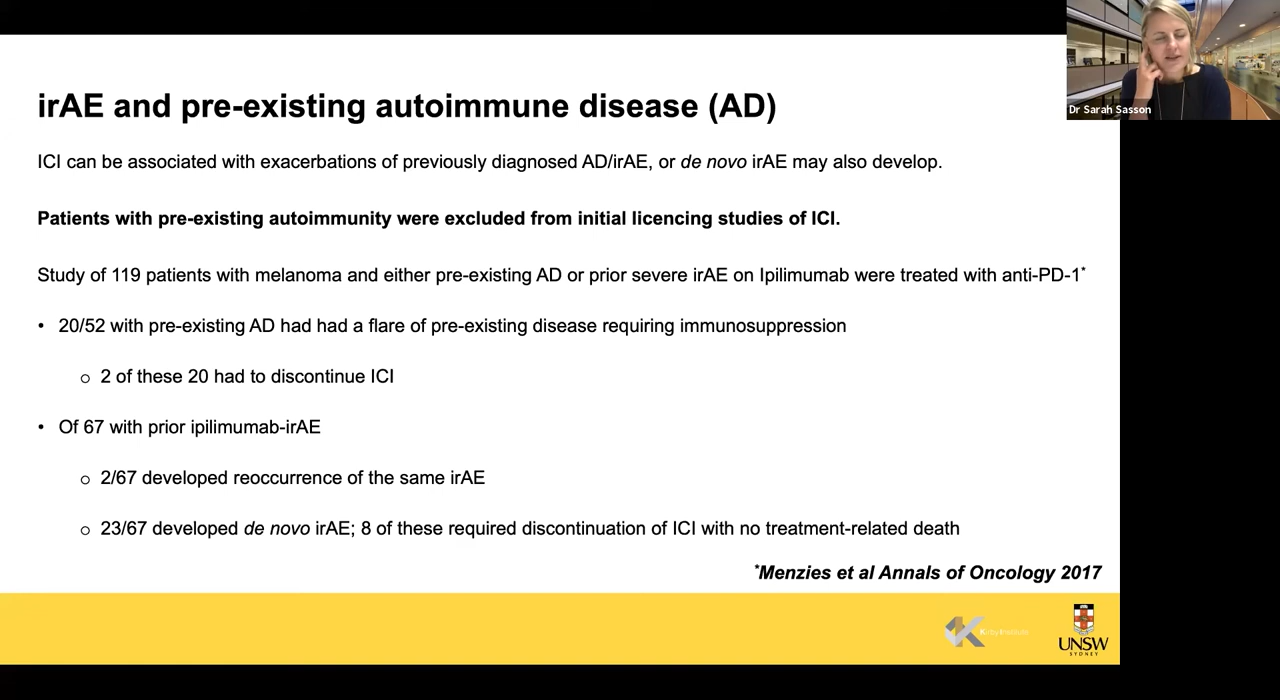 Dr Sarah Sasson
irAE and pre-existing autoimmune disease (AD)
ICI can be associated with exacerbations of previously diagnosed AD/irAE, or de novo irAE may also develop.
Patients with pre-existing autoimmunity were excluded from initial licencing studies of ICI.
Study of 119 patients with melanoma and either pre-existing AD or prior severe irAE on Ipilimumab were treated with anti-PD-1*
• 20/52 with pre-existing AD had had a flare of pre-existing disease requiring immunosuppression
o 2 of these 20 had to discontinue ICI
• Of 67 with prior ipilimumab-irAE
o 2/67 developed reoccurrence of the same irAE
o 23/67 developed de novo irAE; 8 of these required discontinuation of ICI with no treatment-related death
*Menzies et al Annals of Oncology 2017
Kirby Institute
UNSW
SYDNEY